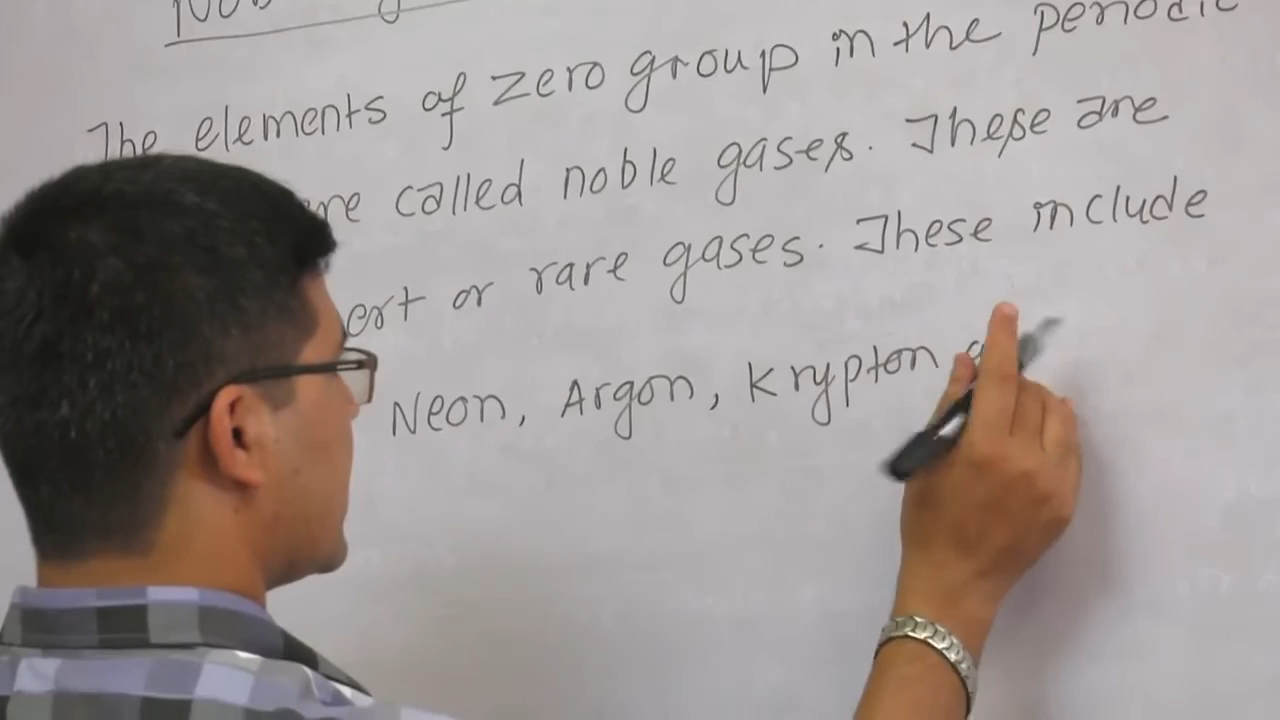 The elements of zero group in the periodic
are called noble gases. These are
or rare gases. These include
Neon, Argon, Krypton